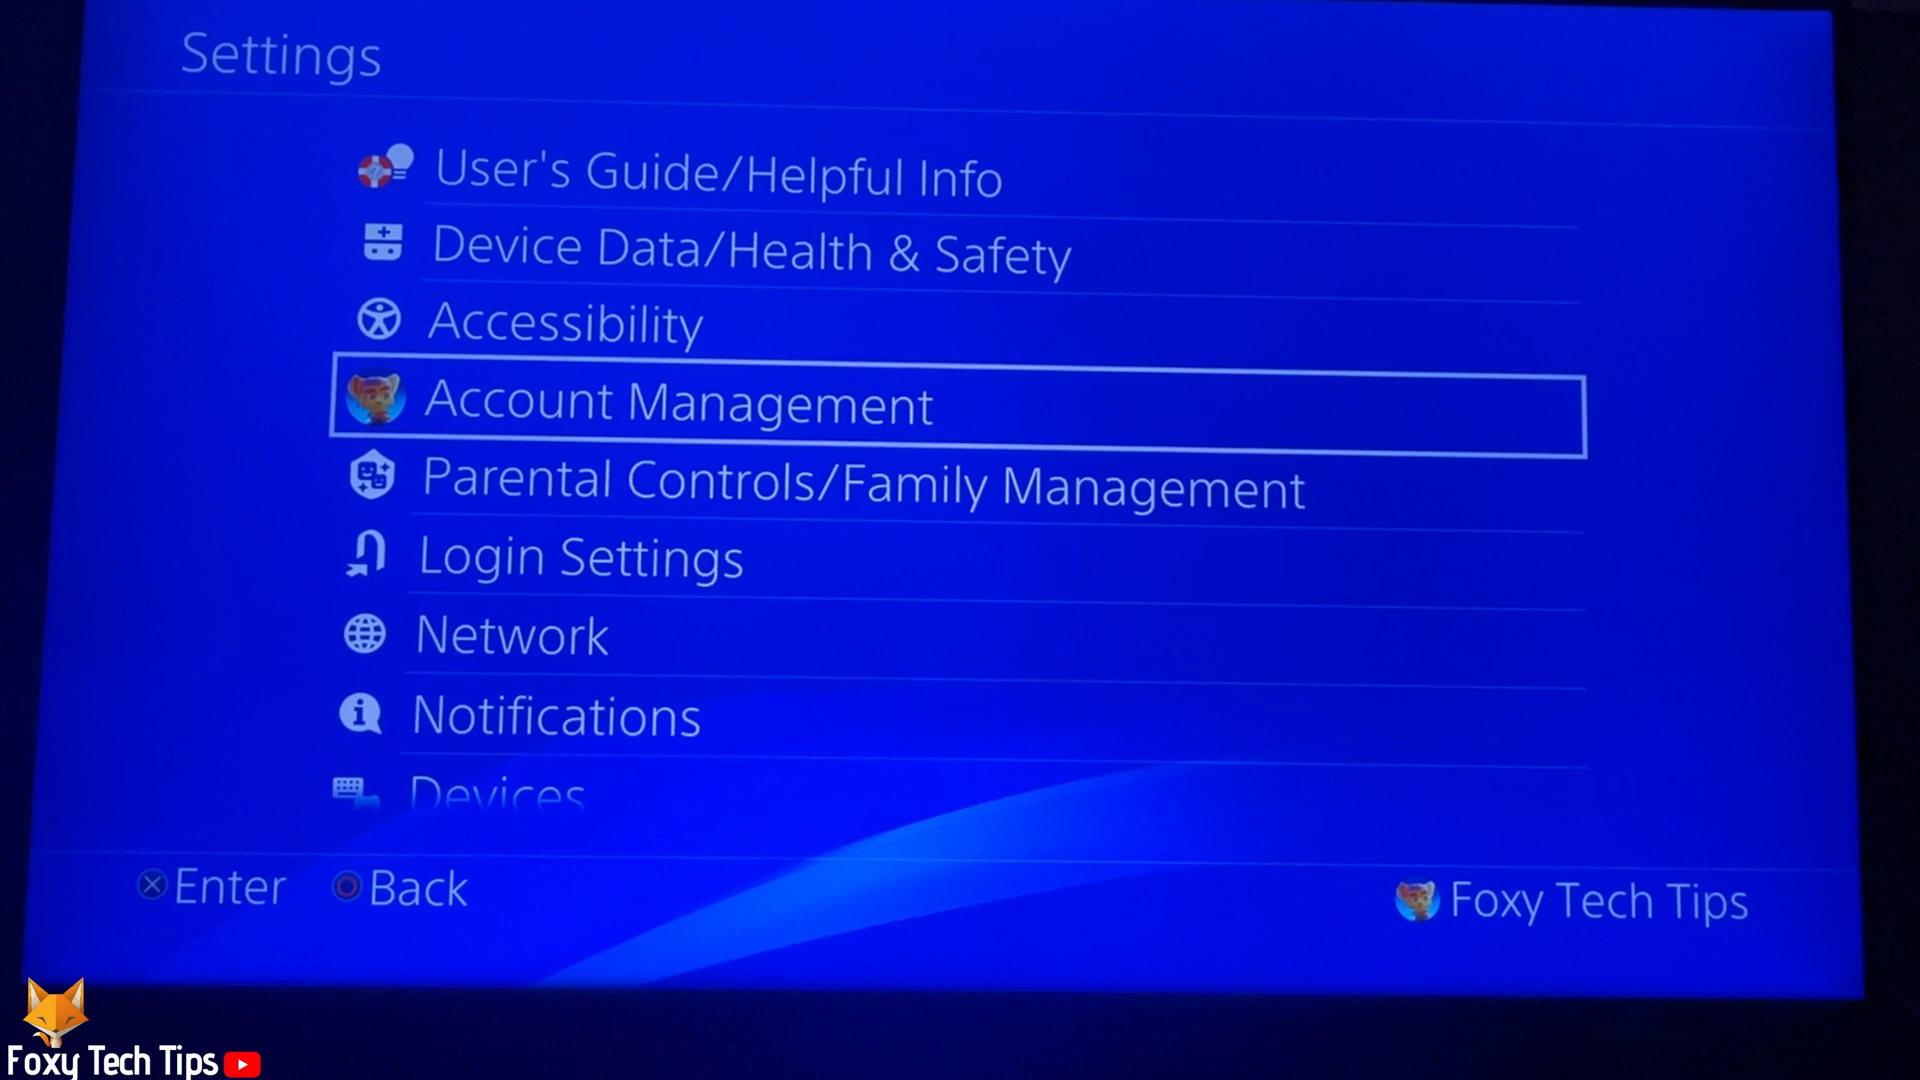 Settings
User's Guide/Helpful Info
Device Data/Health & Safety
Accessibility
Account Management
Parental Controls/Family Management
Login Settings
Network
Notifications
Devices
Enter Back Foxy Tech Tips
Foxy Tech Tips